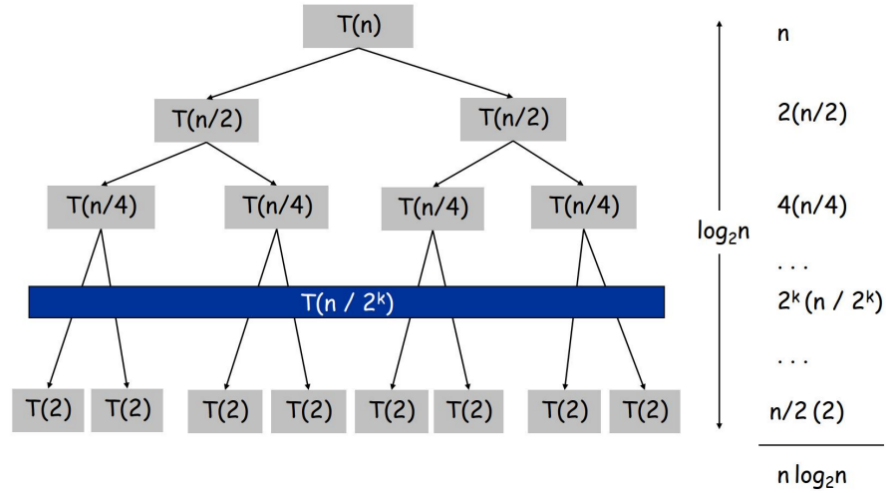 T(n)
n
T(n/2) T(n/2)
2(n/2)
T(n/4) T(n/4) T(n/4) T(n/4)
4(n/4)
log₂n
. . .
T(n / 2ᵏ)
2ᵏ (n / 2ᵏ)
. . .
T(2) T(2) T(2) T(2) T(2) T(2) T(2) T(2)
n/2 (2)
n log₂n